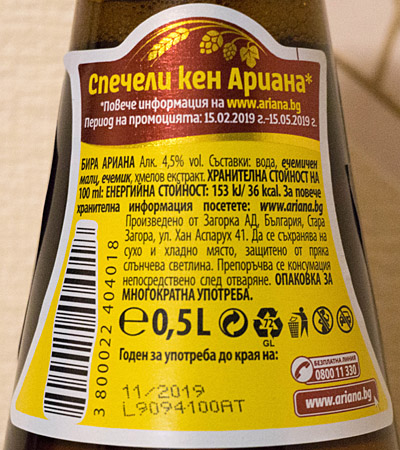 Спечели кен Ариана*
*Повече информация на www.ariana.bg
Период на промоцията: 15.02.2019 г.-15.05.2019 г.
БИРА АРИАНА Алк. 4,5% vol. Съставки: вода, ечемичен
малц, ечемик, хмелов екстракт. ХРАНИТЕЛНА СТОЙНОСТ НА
100 ml: ЕНЕРГИЙНА СТОЙНОСТ: 153 kJ/ 36 kcal. За повече
хранителна информация посетете: www.ariana.bg
Произведено от Загорка АД, България, Стара
Загора, ул. Хан Аспарух 41. Да се съхранява на
сухо и хладно място, защитено от пряка
слънчева светлина. Препоръчва се консумация
непосредствено след отваряне. ОПАКОВКА ЗА
МНОГОКРАТНА УПОТРЕБА.
3 800022 404018
e 0,5L 72
GL
Годен за употреба до края на:
11/2019
L9094100AT
БЕЗПЛАТНА ЛИНИЯ
0800 11 330
www.ariana.bg